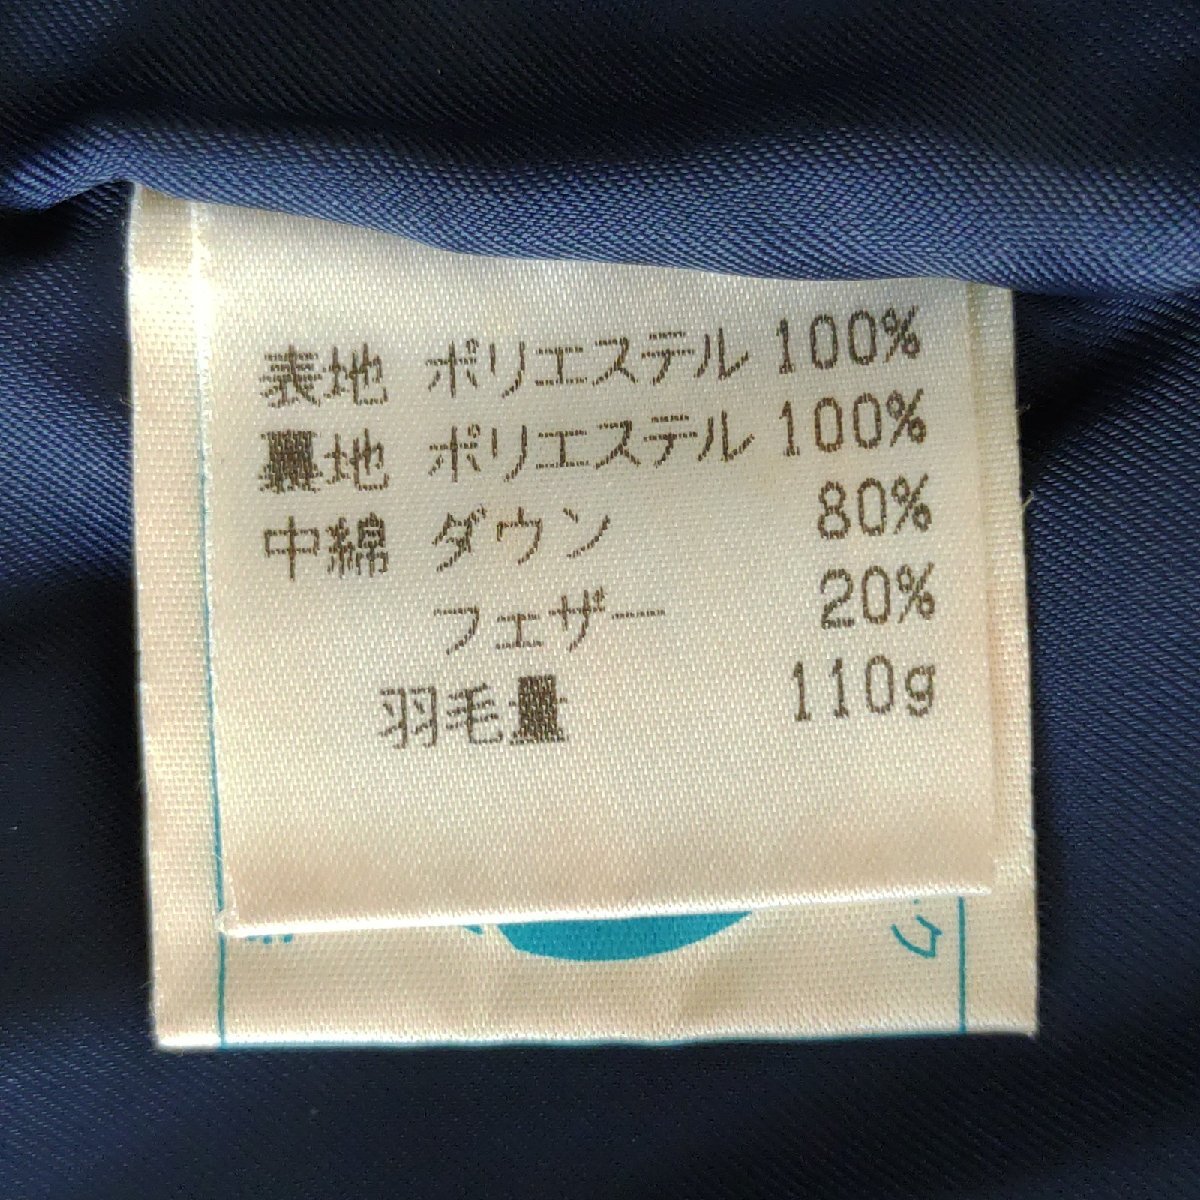 表地 ポリエステル 100%
裏地 ポリエステル 100%
中綿 ダウン 80%
フェザー 20%
羽毛量 110g